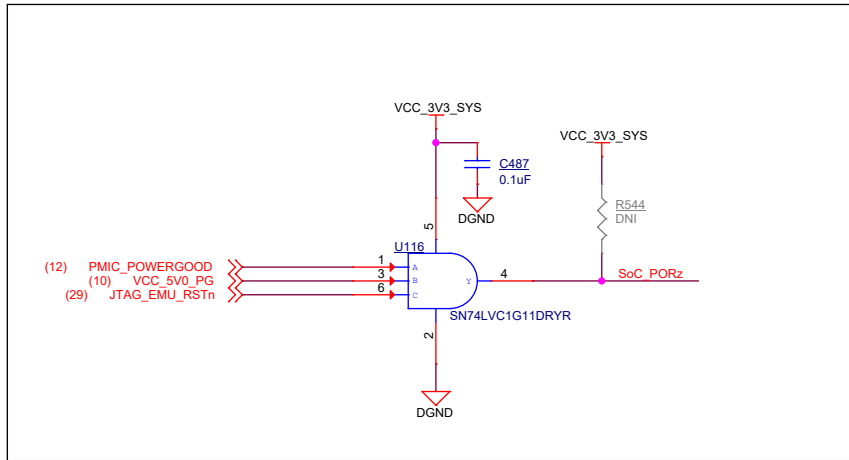 VCC_3V3_SYS
VCC_3V3_SYS
C487
0.1uF
R544
DNI
DGND
5
U116
(12) PMIC_POWERGOOD 1 A
(10) VCC_5V0_PG 3 B Y 4 SoC_PORz
(29) JTAG_EMU_RSTn 6 C
SN74LVC1G11DRYR
2
DGND